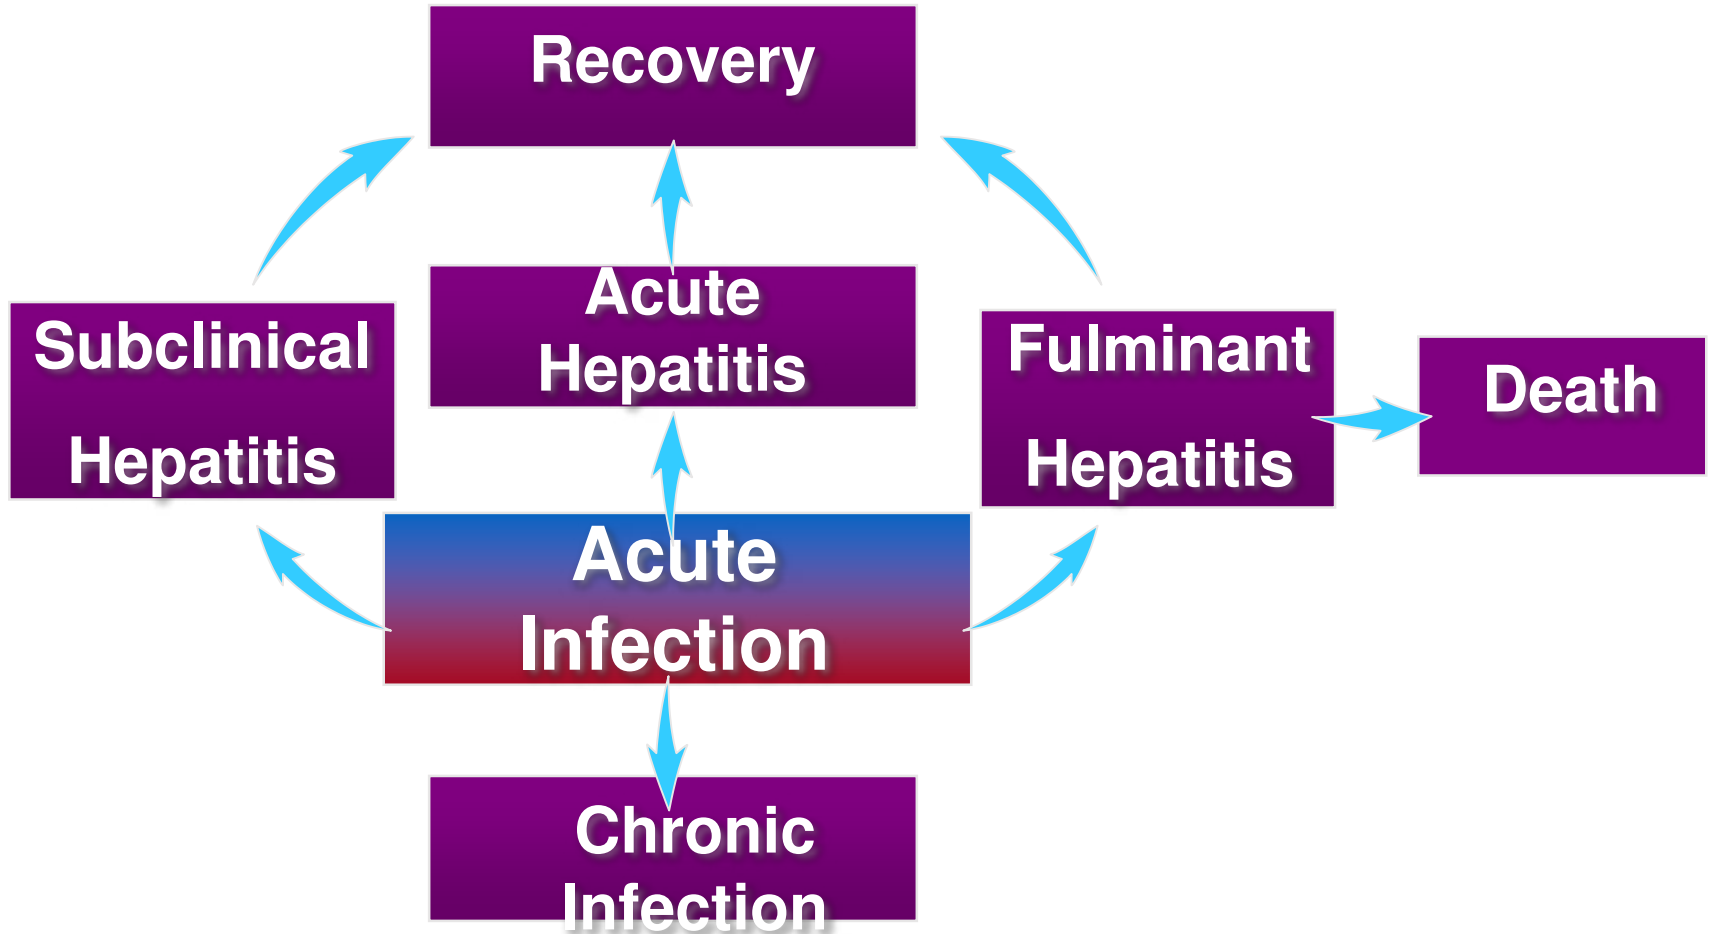 Recovery
Acute
Hepatitis
Subclinical
Hepatitis
Fulminant
Hepatitis
Death
Acute
Infection
Chronic
Infection